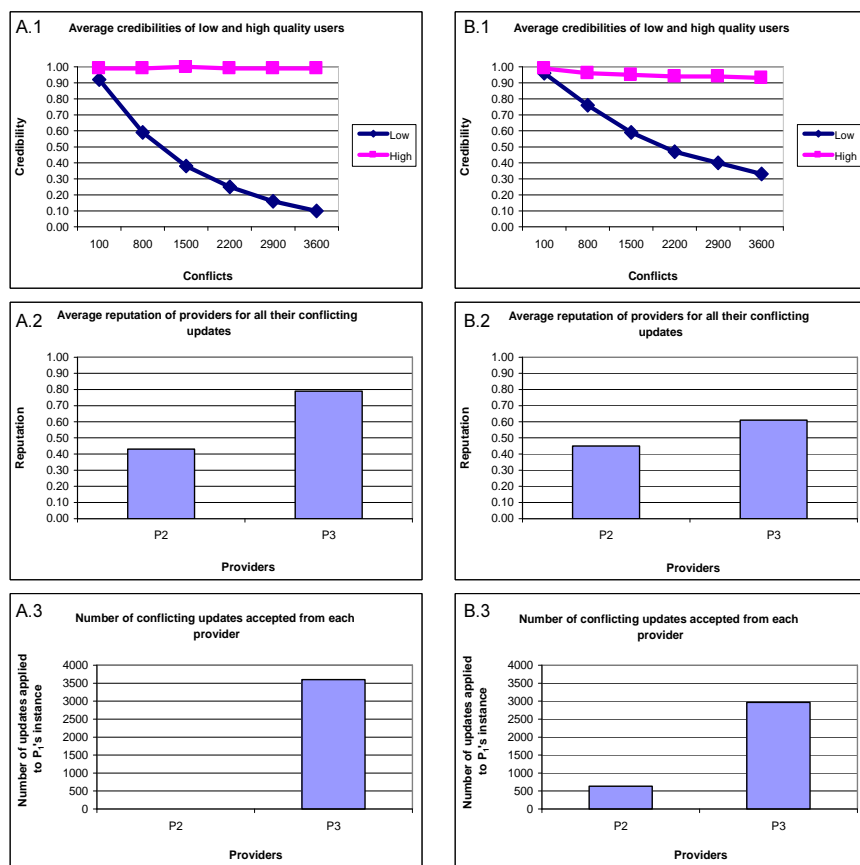 A.1
Average credibilities of low and high quality users
1.00
0.90
0.80
0.70
0.60
0.50
0.40
0.30
0.20
0.10
0.00
Credibility
100 800 1500 2200 2900 3600
Conflicts
Low
High
B.1
Average credibilities of low and high quality users
1.00
0.90
0.80
0.70
0.60
0.50
0.40
0.30
0.20
0.10
0.00
Credibility
100 800 1500 2200 2900 3600
Conflicts
Low
High
A.2
Average reputation of providers for all their conflicting
updates
1.00
0.90
0.80
0.70
0.60
0.50
0.40
0.30
0.20
0.10
0.00
Reputation
P2 P3
Providers
B.2
Average reputation of providers for all their conflicting
updates
1.00
0.90
0.80
0.70
0.60
0.50
0.40
0.30
0.20
0.10
0.00
Reputation
P2 P3
Providers
A.3
Number of conflicting updates accepted from each
provider
Number of updates applied
to P₁'s instance
4000
3500
3000
2500
2000
1500
1000
500
0
P2 P3
Providers
B.3
Number of conflicting updates accepted from each
provider
Number of updates applied
to P₁'s instance
4000
3500
3000
2500
2000
1500
1000
500
0
P2 P3
Providers